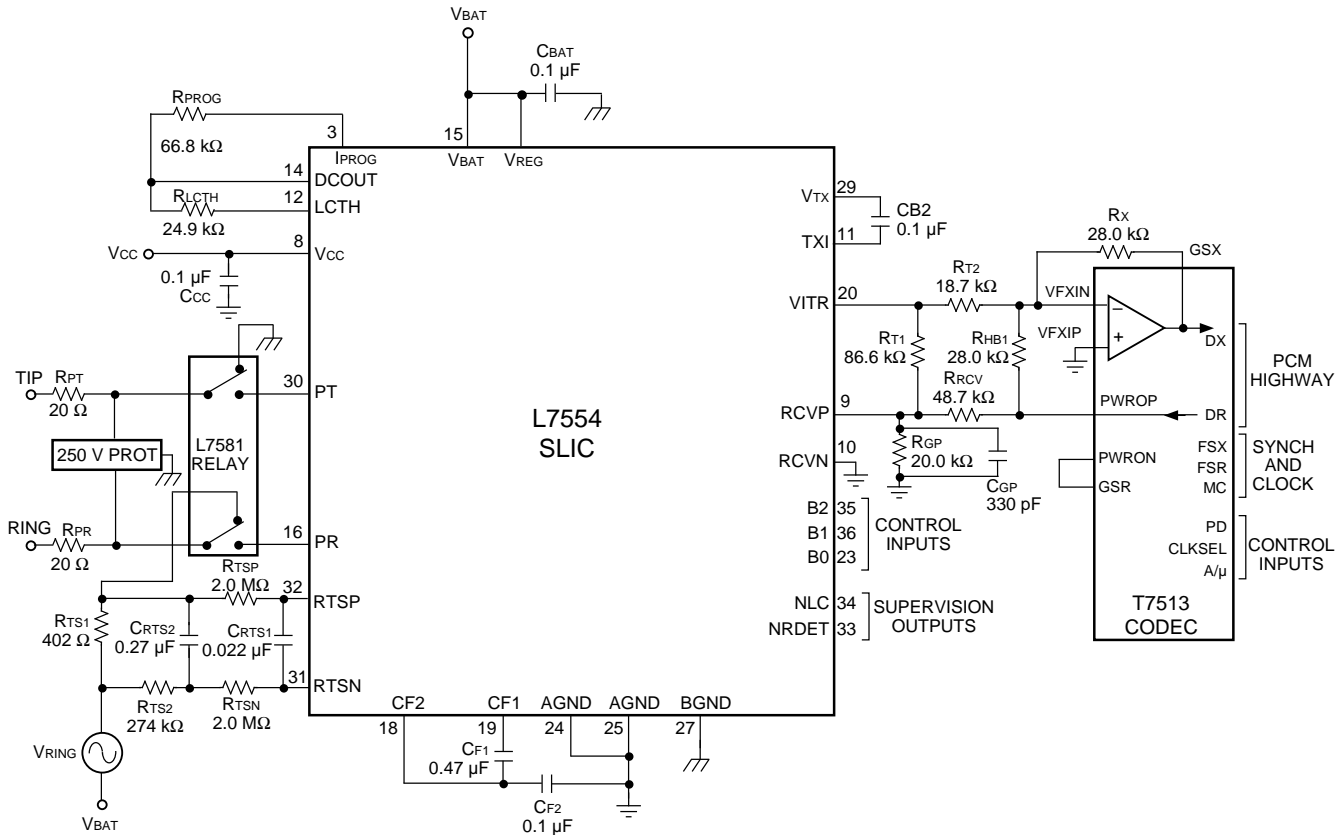 VBAT
CBAT
0.1 µF
RPROG
66.8 kΩ
3
IPROG
15
VBAT
VREG
14
DCOUT
RLCTH
24.9 kΩ
12
LCTH
VCC
8
VCC
0.1 µF
CCC
VTX
29
CB2
0.1 µF
TXI
11
RX
28.0 kΩ
GSX
VITR
20
RT2
18.7 kΩ
VFXIN
VFXIP
−
+
DX
RT1
86.6 kΩ
RHB1
28.0 kΩ
PCM
HIGHWAY
TIP
RPT
20 Ω
30
PT
L7554
SLIC
RCVP
9
RRCV
48.7 kΩ
PWROP
DR
250 V PROT
L7581
RELAY
RCVN
10
RGP
20.0 kΩ
CGP
330 pF
PWRON
GSR
FSX
FSR
MC
SYNCH
AND
CLOCK
RING
RPR
20 Ω
16
PR
B2
35
B1
36
B0
23
CONTROL
INPUTS
PD
CLKSEL
A/µ
CONTROL
INPUTS
RTSP
2.0 MΩ
32
RTSP
RTS1
402 Ω
CRTS2
0.27 µF
CRTS1
0.022 µF
NLC
34
NRDET
33
SUPERVISION
OUTPUTS
T7513
CODEC
31
RTSN
RTS2
274 kΩ
RTSN
2.0 MΩ
CF2
18
CF1
19
AGND
24
AGND
25
BGND
27
VRING
VBAT
CF1
0.47 µF
CF2
0.1 µF